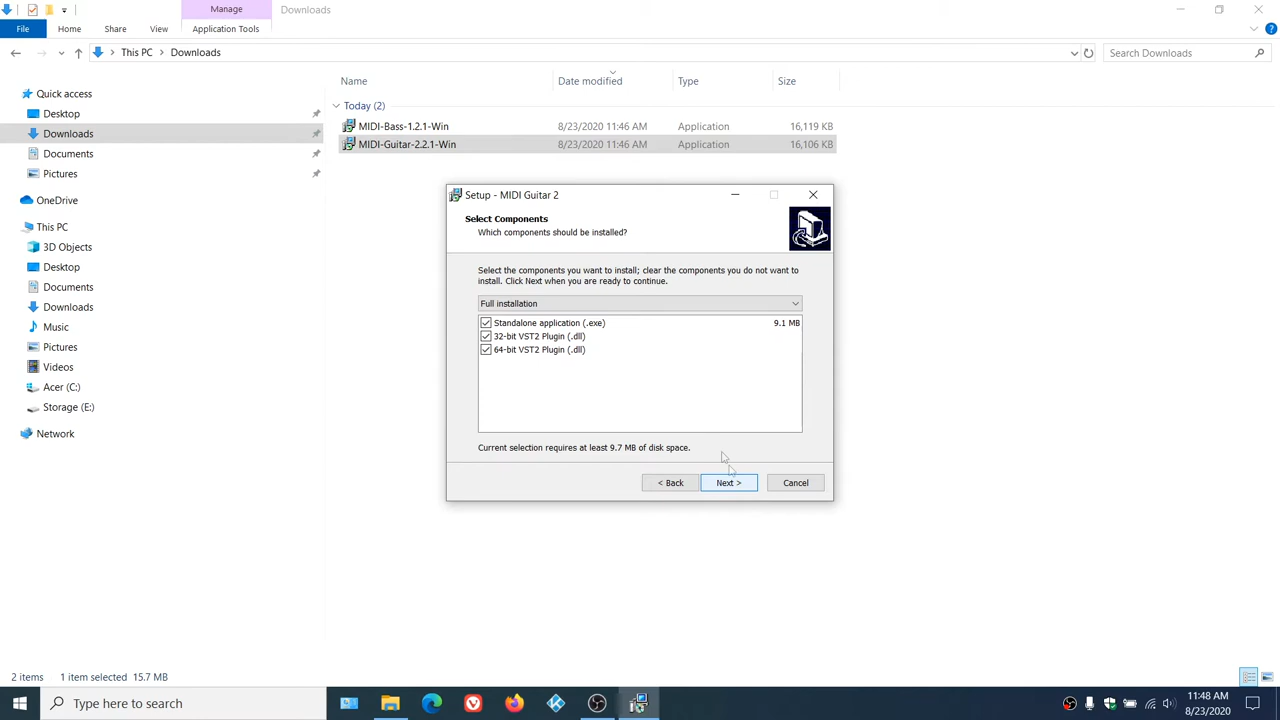 Manage
Downloads
File
Home
Share
View
Application Tools
This PC
Downloads
Search Downloads
Name
Date modified
Type
Size
Quick access
Desktop
Downloads
Documents
Pictures
OneDrive
This PC
3D Objects
Desktop
Documents
Downloads
Music
Pictures
Videos
Acer (C:)
Storage (E:)
Network
Today (2)
MIDI-Bass-1.2.1-Win 8/23/2020 11:46 AM Application 16,119 KB
MIDI-Guitar-2.2.1-Win 8/23/2020 11:46 AM Application 16,106 KB
Setup - MIDI Guitar 2
Select Components
Which components should be installed?
Select the components you want to install; clear the components you do not want to
install. Click Next when you are ready to continue.
Full installation
Standalone application (.exe) 9.1 MB
32-bit VST2 Plugin (.dll)
64-bit VST2 Plugin (.dll)
Current selection requires at least 9.7 MB of disk space.
< Back
Next >
Cancel
2 items 1 item selected 15.7 MB
Type here to search
11:48 AM
8/23/2020